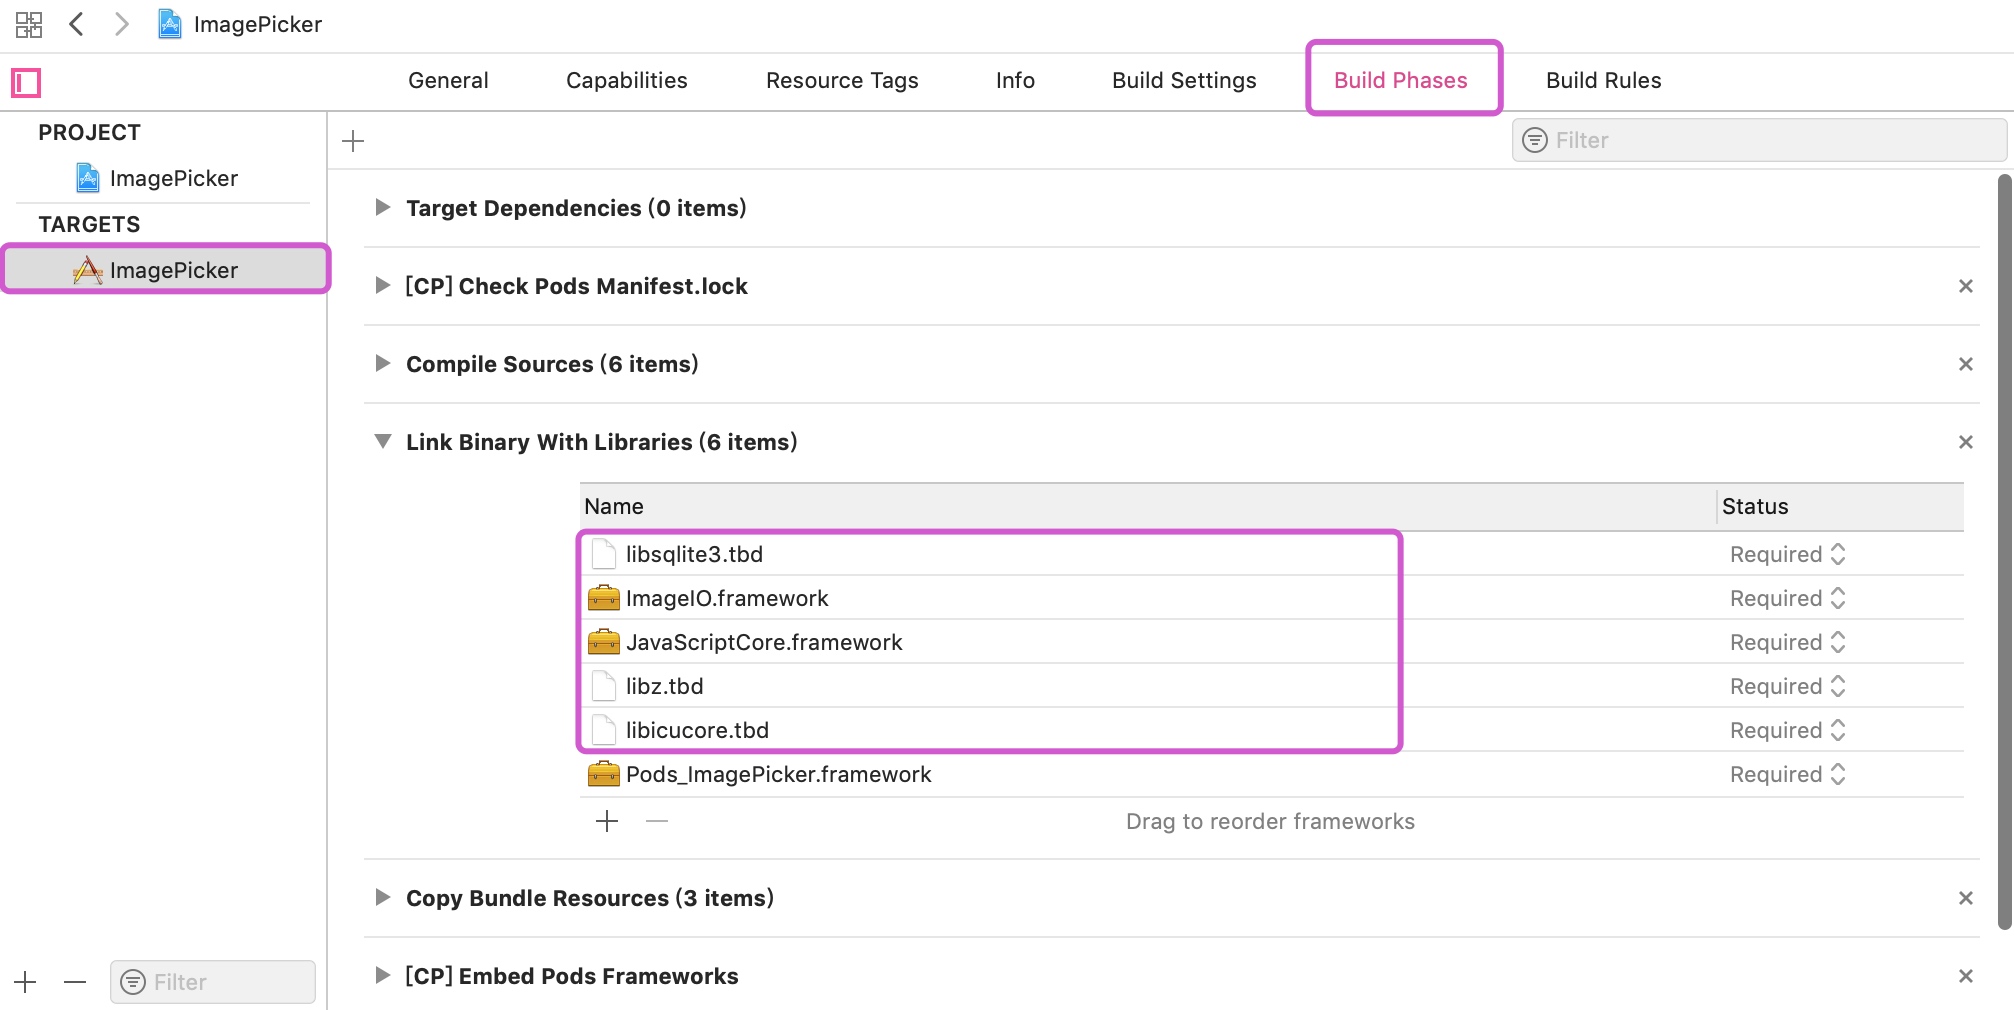 ImagePicker
General Capabilities Resource Tags Info Build Settings Build Phases Build Rules
PROJECT
ImagePicker
TARGETS
ImagePicker
Filter
Filter
Target Dependencies (0 items)
[CP] Check Pods Manifest.lock
Compile Sources (6 items)
Link Binary With Libraries (6 items)
Name Status
libsqlite3.tbd Required
ImageIO.framework Required
JavaScriptCore.framework Required
libz.tbd Required
libicucore.tbd Required
Pods_ImagePicker.framework Required
Drag to reorder frameworks
Copy Bundle Resources (3 items)
[CP] Embed Pods Frameworks